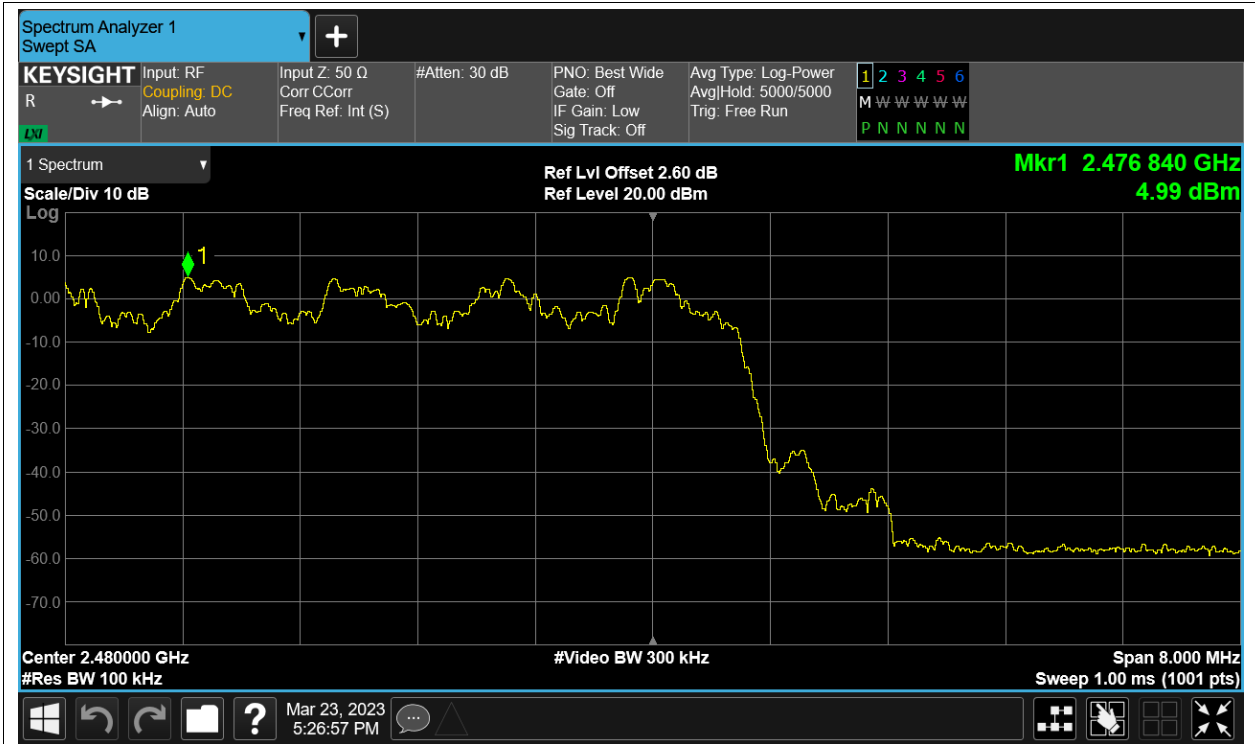 Spectrum Analyzer 1
Swept SA
KEYSIGHT
R
LXI
Input: RF
Coupling: DC
Align: Auto
Input Z: 50 Ω
Corr CCorr
Freq Ref: Int (S)
#Atten: 30 dB
PNO: Best Wide
Gate: Off
IF Gain: Low
Sig Track: Off
Avg Type: Log-Power
Avg|Hold: 5000/5000
Trig: Free Run
1 2 3 4 5 6
M W W W W W
P N N N N N
1 Spectrum
Scale/Div 10 dB
Log
Ref Lvl Offset 2.60 dB
Ref Level 20.00 dBm
Mkr1 2.476 840 GHz
4.99 dBm
1
10.0
0.00
-10.0
-20.0
-30.0
-40.0
-50.0
-60.0
-70.0
Center 2.480000 GHz
#Res BW 100 kHz
#Video BW 300 kHz
Span 8.000 MHz
Sweep 1.00 ms (1001 pts)
?
Mar 23, 2023
5:26:57 PM